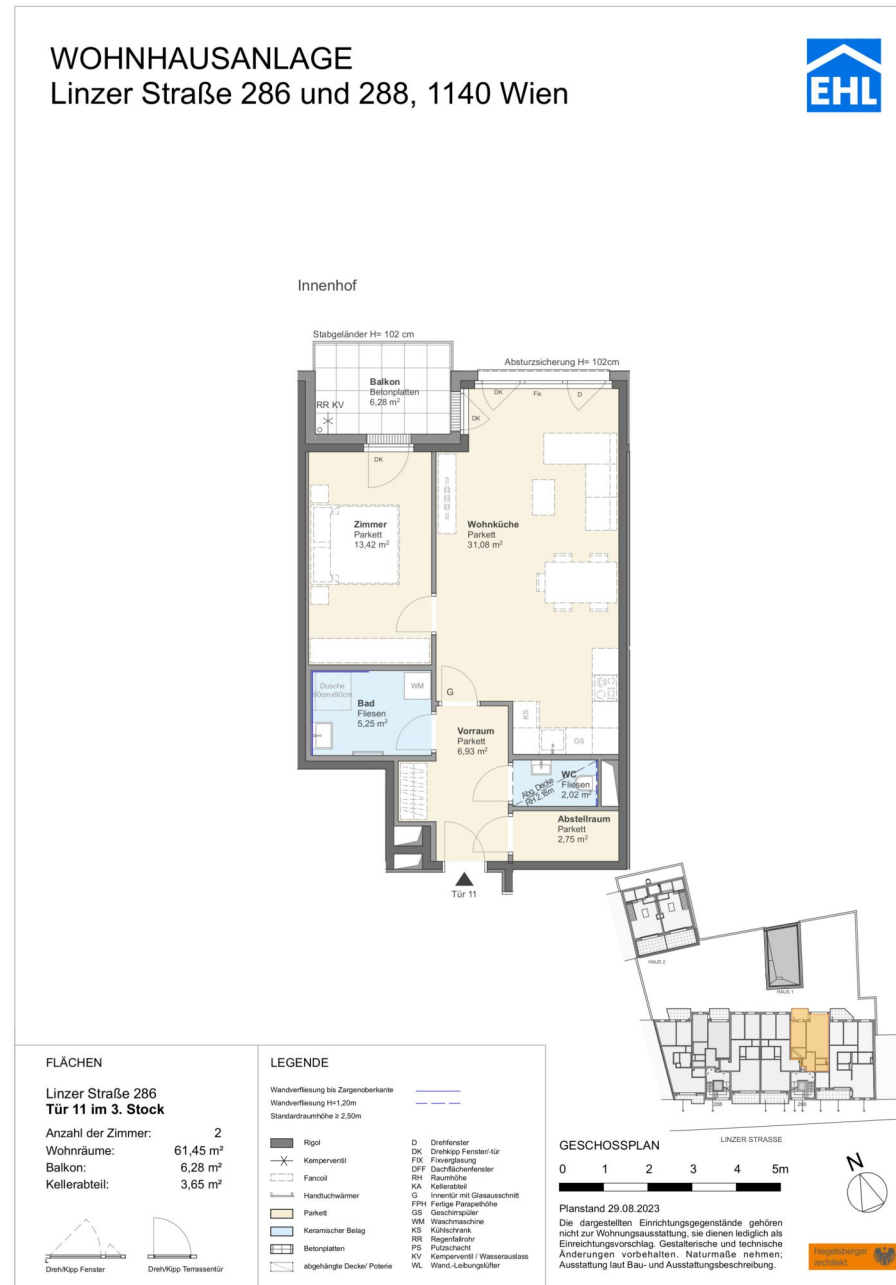 WOHNHAUSANLAGE
Linzer Straße 286 und 288, 1140 Wien
EHL
Innenhof
Stabgeländer H= 102 cm
Absturzsicherung H= 102cm
Balkon
Betonplatten
6,28 m²
RR KV
DK
Fix
D
DK
DK
Zimmer
Parkett
13,42 m²
Wohnküche
Parkett
31,08 m²
Dusche
90cmx90cm
WM
Bad
Fliesen
5,25 m²
G
KS
GS
Vorraum
Parkett
6,93 m²
WC
Fliesen
2,02 m²
Abg. Decke
RH 2,18m
Abstellraum
Parkett
2,75 m²
Tür 11
HAUS 2
HAUS 1
288
286
LINZER STRASSE
FLÄCHEN
Linzer Straße 286
Tür 11 im 3. Stock
Anzahl der Zimmer: 2
Wohnräume: 61,45 m²
Balkon: 6,28 m²
Kellerabteil: 3,65 m²
Dreh/Kipp Fenster
Dreh/Kipp Terrassentür
LEGENDE
Wandverfliesung bis Zargenoberkante
Wandverfliesung H=1,20m
Standardraumhöhe ≥ 2,50m
Rigol
Kemperventil
Fancoil
Handtuchwärmer
Parkett
Keramischer Belag
Betonplatten
abgehängte Decke/ Poterie
D Drehfenster
DK Drehkipp Fenster/-tür
FIX Fixverglasung
DFF Dachflächenfenster
RH Raumhöhe
KA Kellerabteil
G Innentür mit Glasausschnitt
FPH Fertige Parapethöhe
GS Geschirrspüler
WM Waschmaschine
KS Kühlschrank
RR Regenfallrohr
PS Putzschacht
KV Kemperventil / Wasserauslass
WL Wand.-Leibungslüfter
GESCHOSSPLAN
0 1 2 3 4 5m
N
Planstand 29.08.2023
Die dargestellten Einrichtungsgegenstände gehören
nicht zur Wohnungsausstattung, sie dienen lediglich als
Einreichtungsvorschlag. Gestalterische und technische
Änderungen vorbehalten. Naturmaße nehmen;
Ausstattung laut Bau- und Ausstattungsbeschreibung.
hiegetsberger
architekt